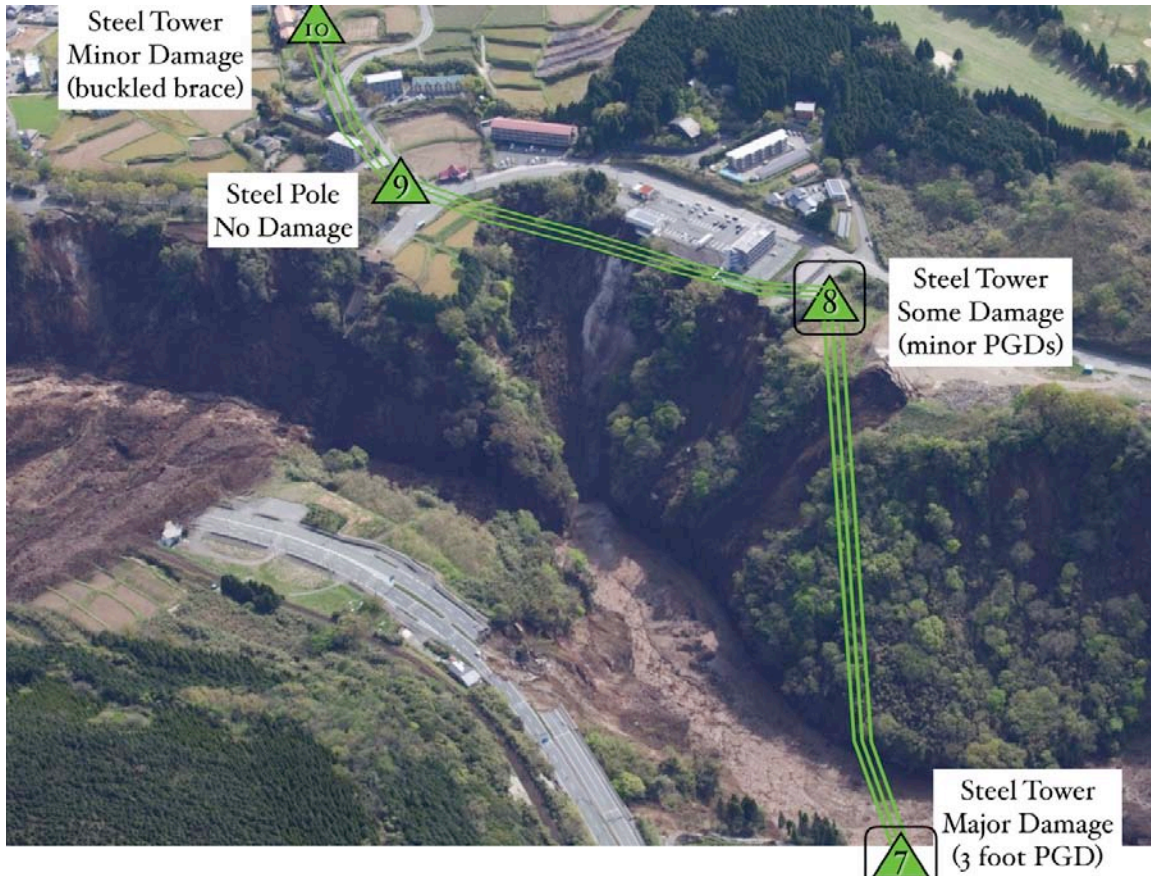 10
Steel Tower
Minor Damage
(buckled brace)
9
Steel Pole
No Damage
8
Steel Tower
Some Damage
(minor PGDs)
7
Steel Tower
Major Damage
(3 foot PGD)